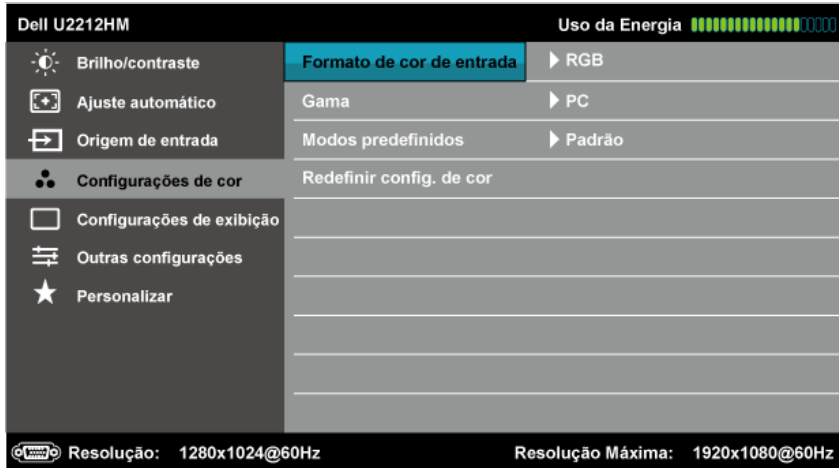 Dell U2212HM Uso da Energia
Brilho/contraste Formato de cor de entrada RGB
Ajuste automático Gama PC
Origem de entrada Modos predefinidos Padrão
Configurações de cor Redefinir config. de cor
Configurações de exibição
Outras configurações
Personalizar
Resolução: 1280x1024@60Hz Resolução Máxima: 1920x1080@60Hz